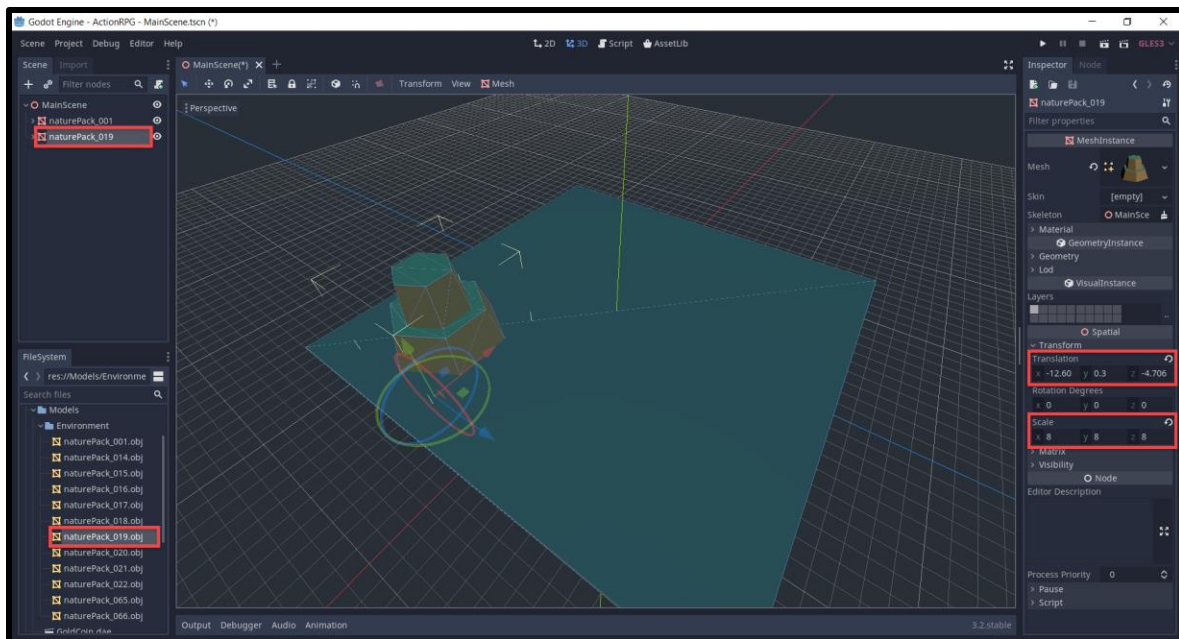 Godot Engine - ActionRPG - MainScene.tscn (*)
Scene Project Debug Editor Help
2D 3D Script AssetLib
GLES3
Scene Import
MainScene(*)
Inspector Node
Filter nodes
Transform View Mesh
MainScene
naturePack_001
naturePack_019
Perspective
naturePack_019
Filter properties
MeshInstance
Mesh
Skin [empty]
Skeleton MainSce
Material
GeometryInstance
Geometry
Lod
VisualInstance
Layers
Spatial
Transform
Translation
x -12.60 y 0.3 z -4.706
Rotation Degrees
x 0 y 0 z 0
Scale
x 8 y 8 z 8
Matrix
Visibility
Node
Editor Description
Process Priority 0
Pause
Script
FileSystem
res://Models/Environme
Search files
Models
Environment
naturePack_001.obj
naturePack_014.obj
naturePack_015.obj
naturePack_016.obj
naturePack_017.obj
naturePack_018.obj
naturePack_019.obj
naturePack_020.obj
naturePack_021.obj
naturePack_022.obj
naturePack_065.obj
naturePack_066.obj
GoldCoin.dae
Output Debugger Audio Animation
3.2.stable